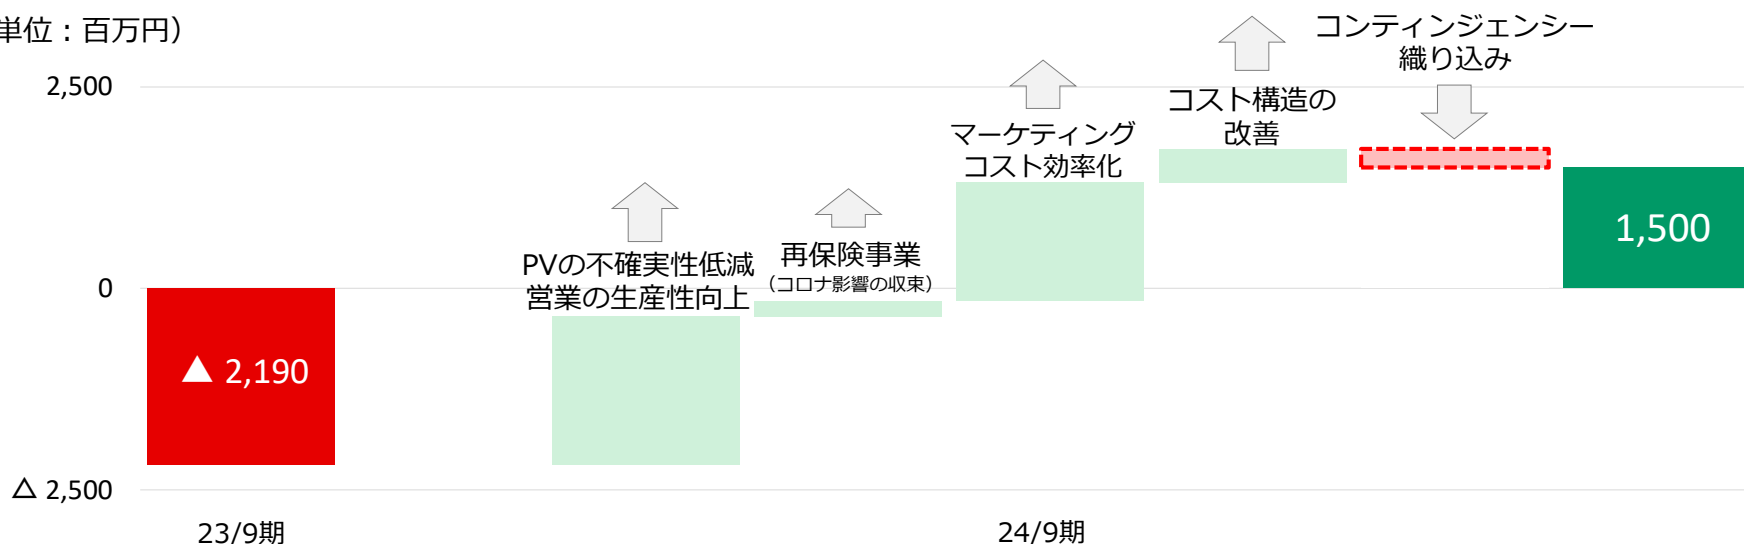 単位：百万円）
コンティンジェンシー
織り込み
2,500
コスト構造の
改善
マーケティング
コスト効率化
1,500
PVの不確実性低減
営業の生産性向上
再保険事業
（コロナ影響の収束）
0
▲ 2,190
△ 2,500
23/9期
24/9期